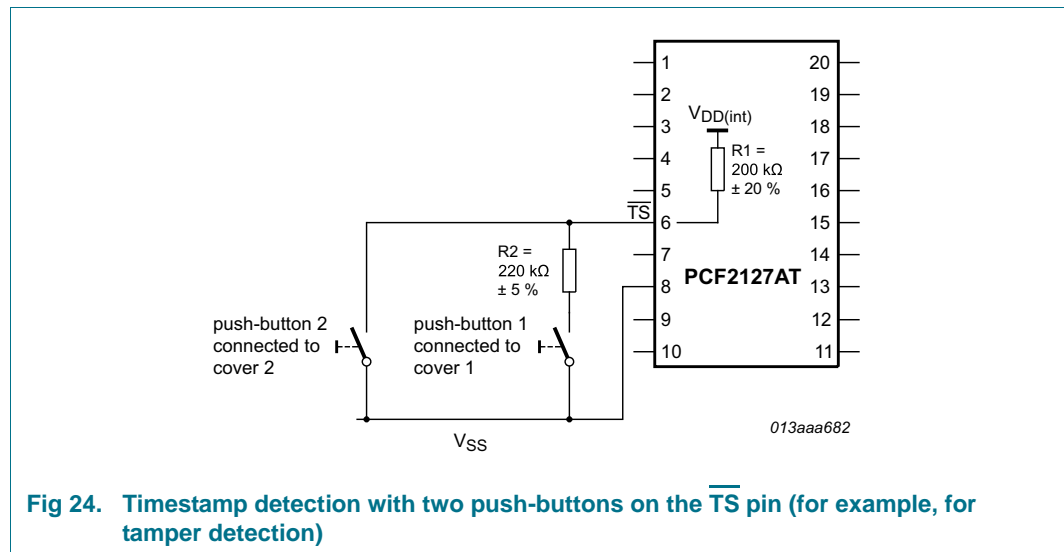 1
2
3
4
5
6
7
8
9
10
20
19
18
17
16
15
14
13
12
11
VDD(int)
R1 =
200 kΩ
± 20 %
TS
PCF2127AT
R2 =
220 kΩ
± 5 %
push-button 2
connected to
cover 2
push-button 1
connected to
cover 1
VSS
013aaa682
Fig 24. Timestamp detection with two push-buttons on the TS pin (for example, for
tamper detection)